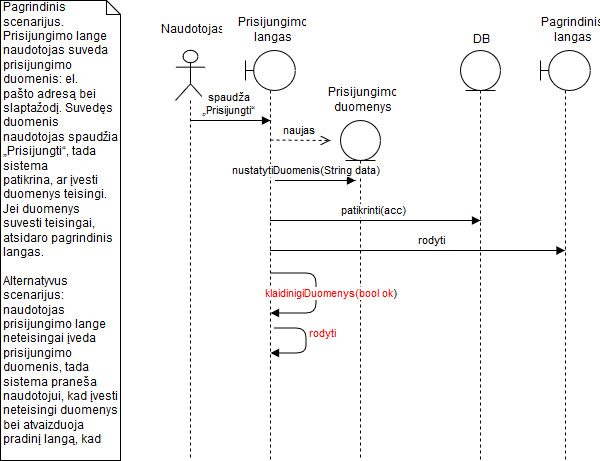 Pagrindinis
scenarijus.
Prisijungimo lange
naudotojas suveda
prisijungimo
duomenis: el.
pašto adresą bei
slaptažodį. Suvedęs
duomenis
naudotojas spaudžia
„Prisijungti“, tada
sistema
patikrina, ar įvesti
duomenys teisingi.
Jei duomenys
suvesti teisingai,
atsidaro pagrindinis
langas.
Alternatyvus
scenarijus:
naudotojas
prisijungimo lange
neteisingai įveda
prisijungimo
duomenis, tada
sistema praneša
naudotojui, kad įvesti
neteisingi duomenys
bei atvaizduoja
pradinį langą, kad
Naudotojas
Prisijungimo
langas
Prisijungimo
duomenys
DB
Pagrindinis
langas
spaudža
„Prisijungti“
naujas
nustatytiDuomenis(String data)
patikrinti(acc)
rodyti
klaidinigiDuomenys(bool ok)
rodyti